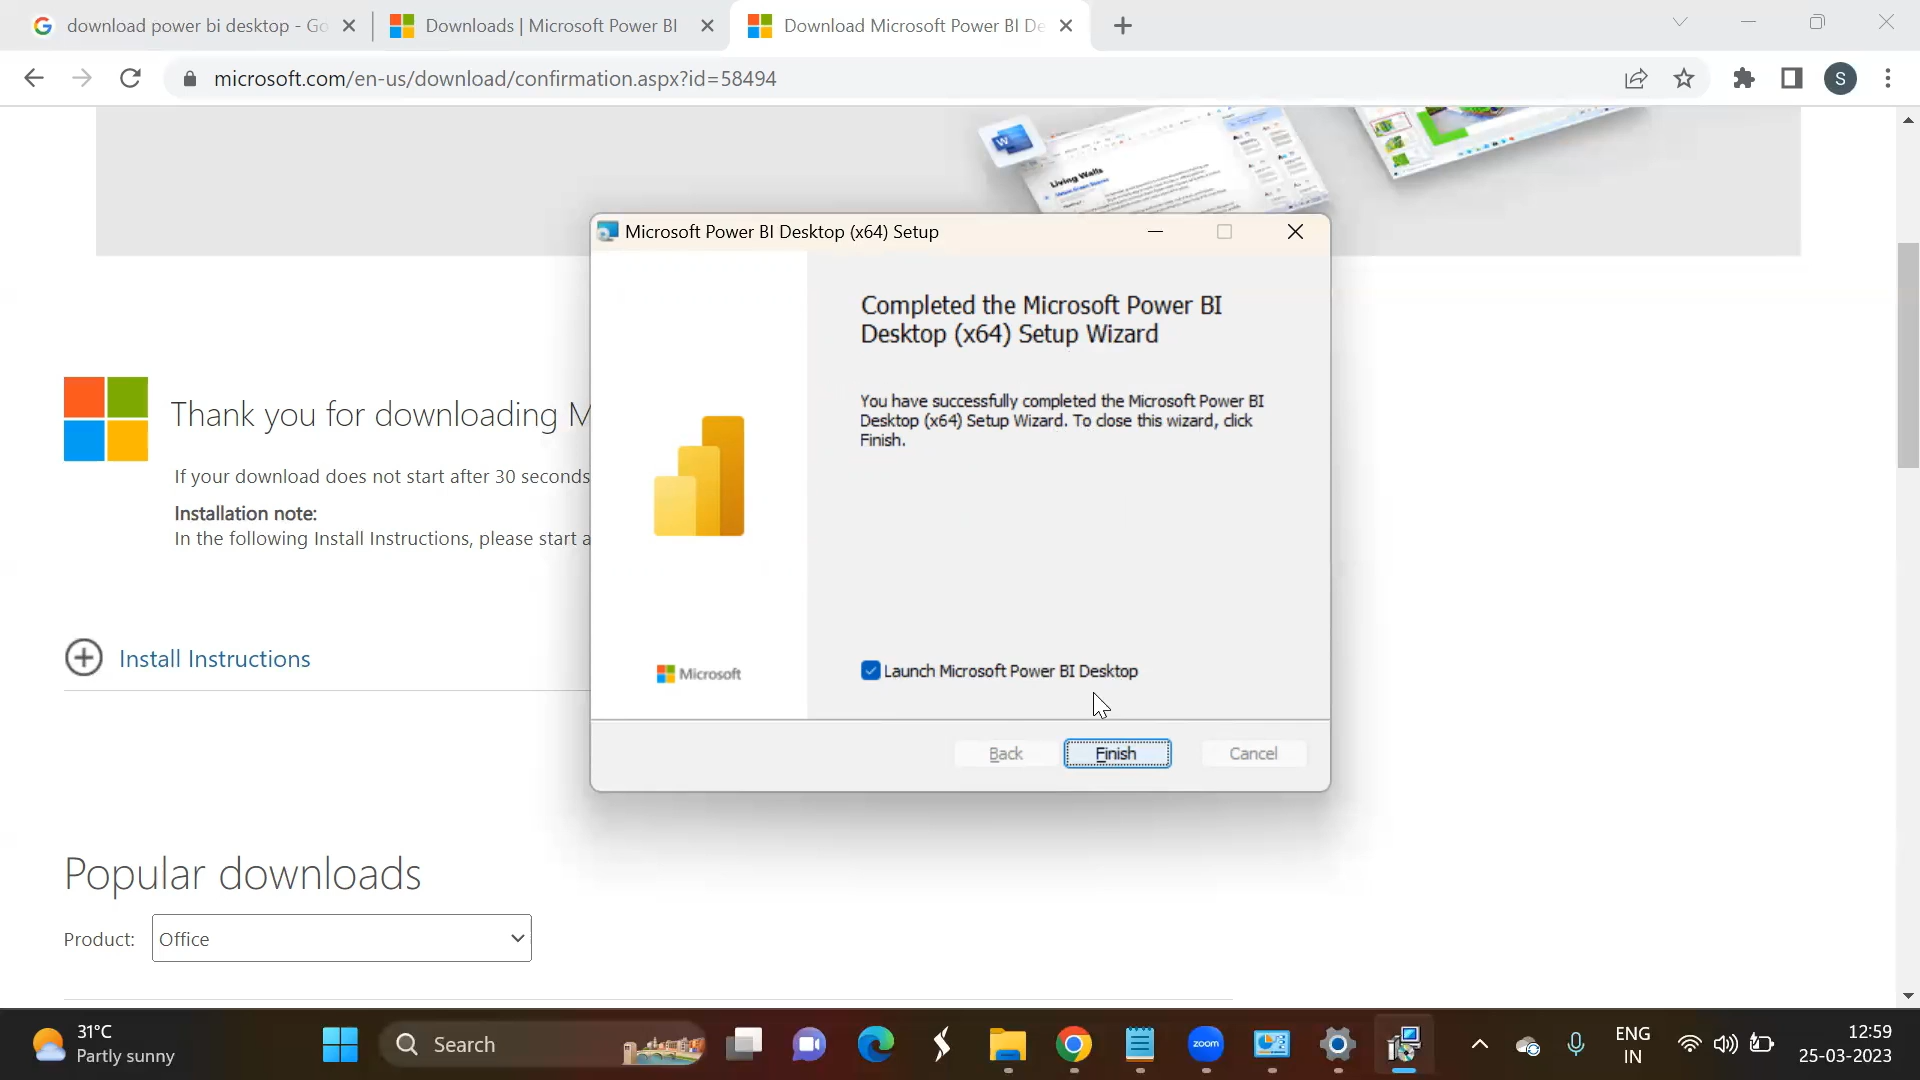 download power bi desktop - Go
Downloads | Microsoft Power BI
Download Microsoft Power BI De
microsoft.com/en-us/download/confirmation.aspx?id=58494
S
W
Living Walls
Microsoft Power BI Desktop (x64) Setup
Completed the Microsoft Power BI
Desktop (x64) Setup Wizard
You have successfully completed the Microsoft Power BI
Desktop (x64) Setup Wizard. To close this wizard, click
Finish.
Microsoft
Launch Microsoft Power BI Desktop
Back
Finish
Cancel
Thank you for downloading M
If your download does not start after 30 seconds
Installation note:
In the following Install Instructions, please start a
Install Instructions
Popular downloads
Product:
Office
31°C
Partly sunny
Search
zoom
ENG
IN
12:59
25-03-2023